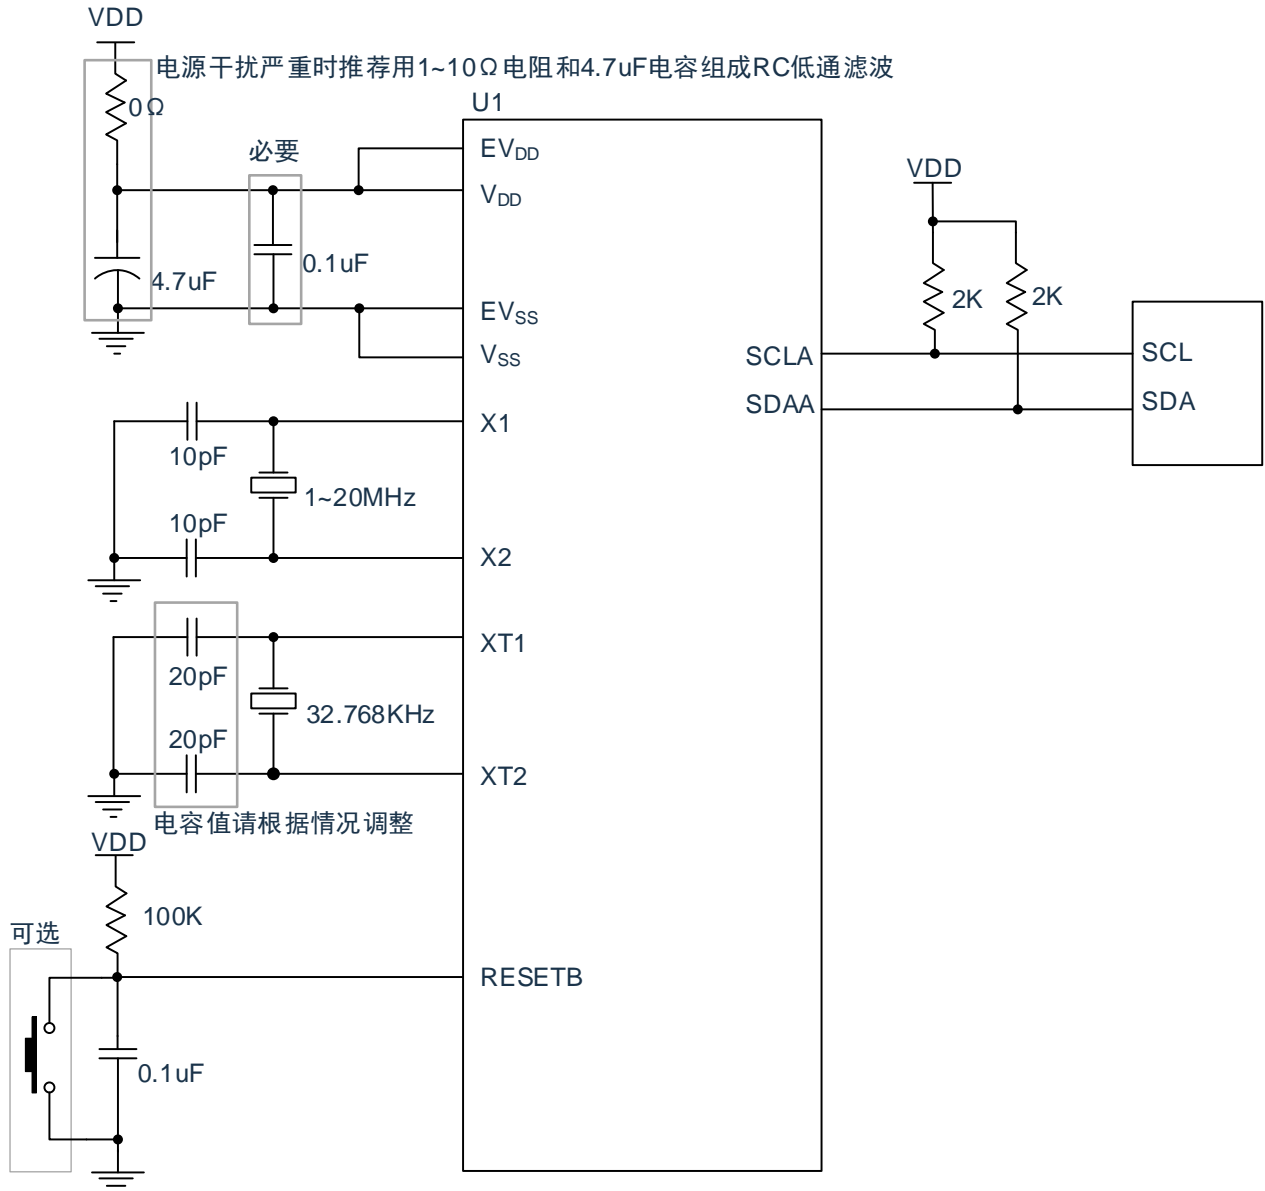 VDD
电源干扰严重时推荐用1~10Ω电阻和4.7uF电容组成RC低通滤波
0Ω
U1
必要
EVDD
VDD
VDD
0.1uF
4.7uF
2K
2K
EVSS
VSS
SCLA
SCL
SDAA
SDA
X1
10pF
1~20MHz
10pF
X2
XT1
20pF
32.768KHz
20pF
XT2
电容值请根据情况调整
VDD
100K
可选
RESETB
0.1uF